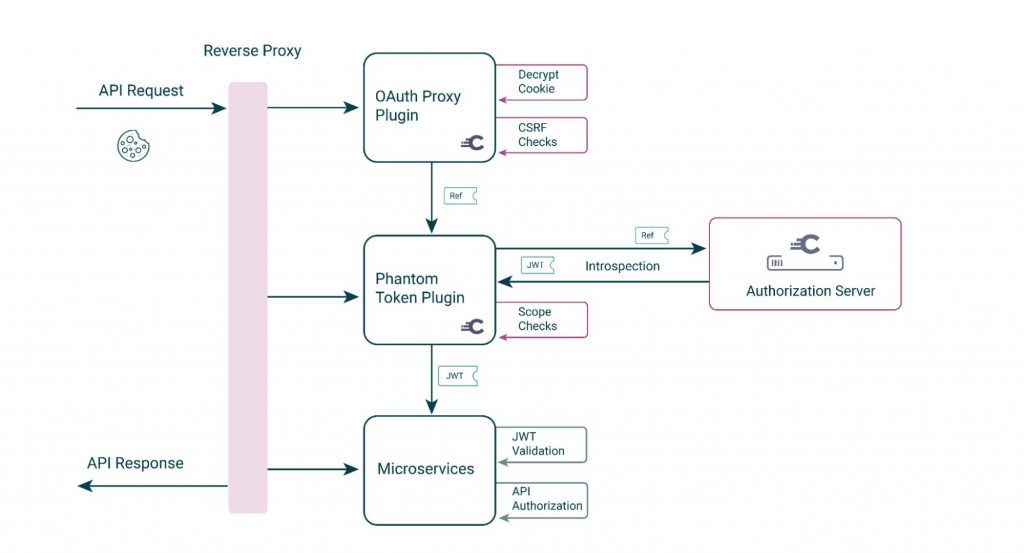 Reverse Proxy
API Request
OAuth Proxy
Plugin
Decrypt
Cookie
CSRF
Checks
Ref
Ref
JWT
Introspection
Authorization Server
Phantom
Token Plugin
Scope
Checks
JWT
API Response
Microservices
JWT
Validation
API
Authorization